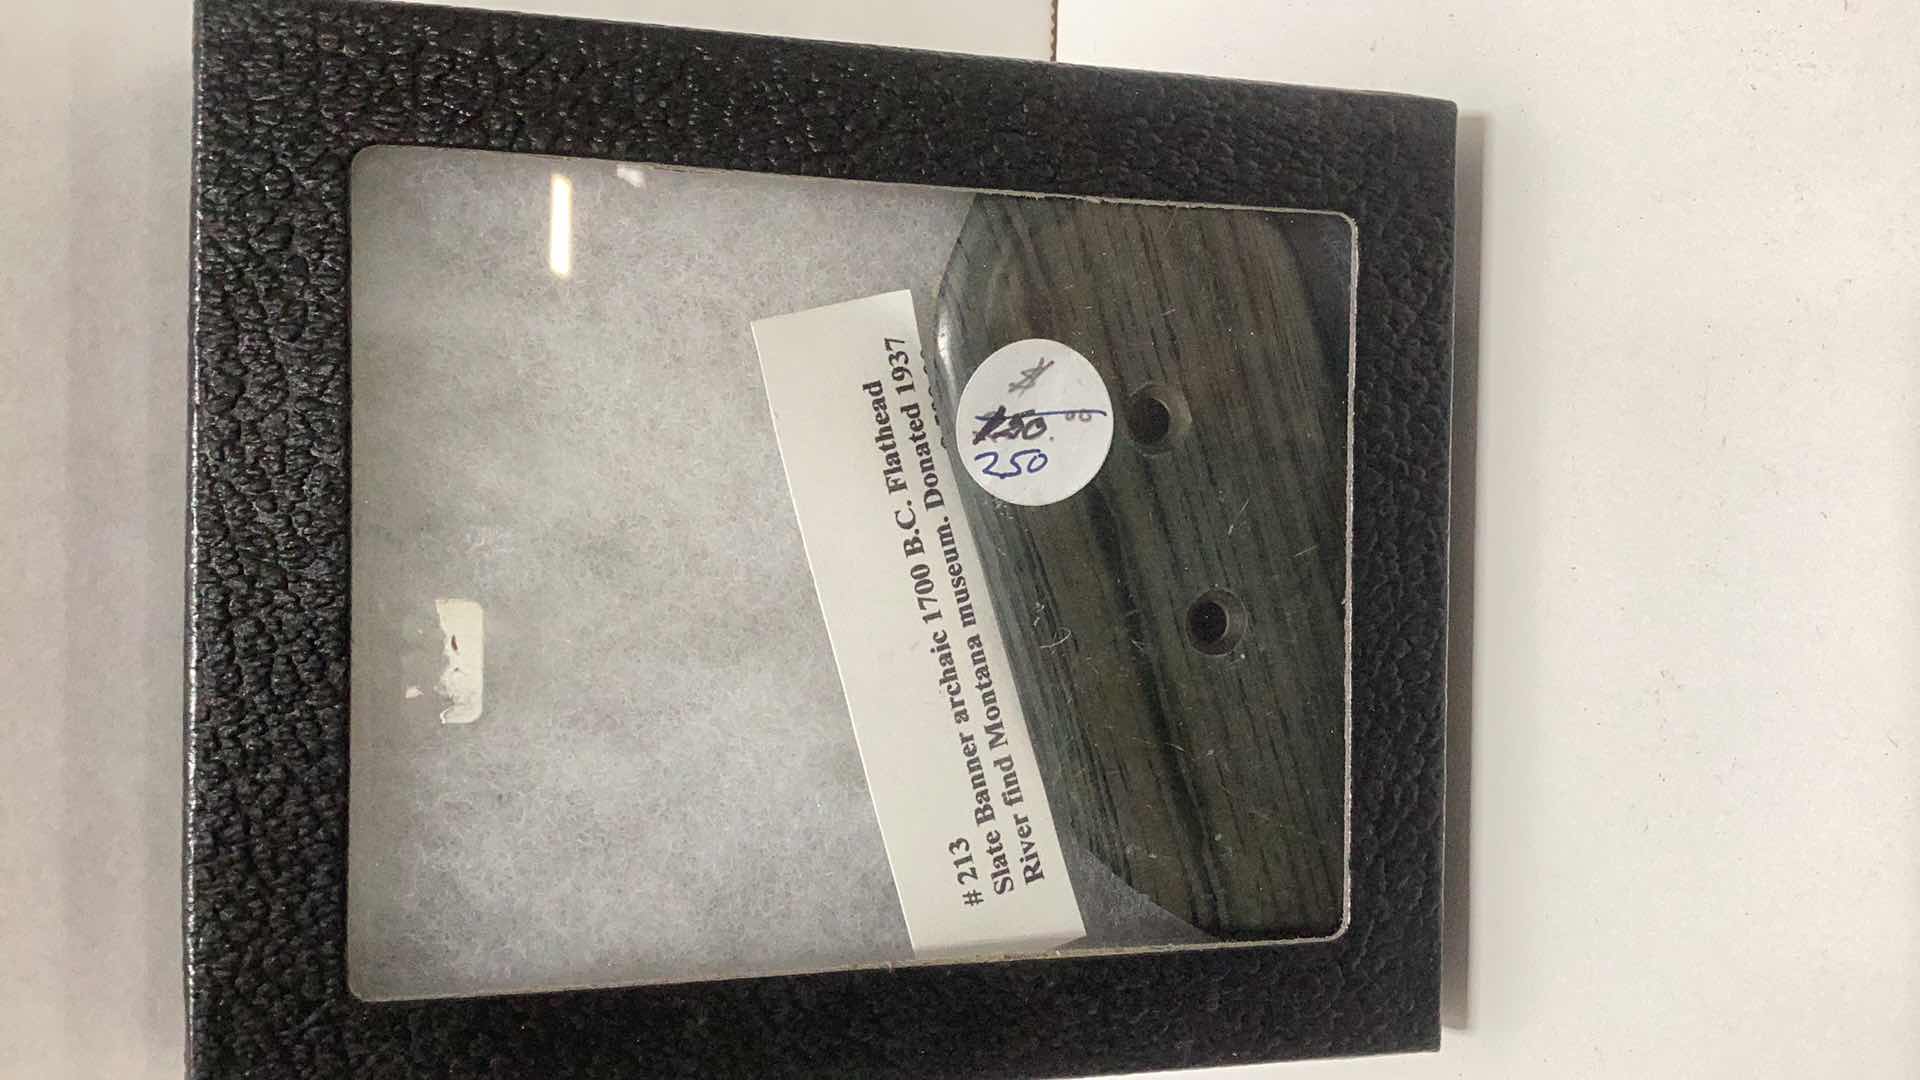 # 213
Slate Banner archaic 1700 B.C. Flathead
River find Montana museum. Donated 1937
$
250